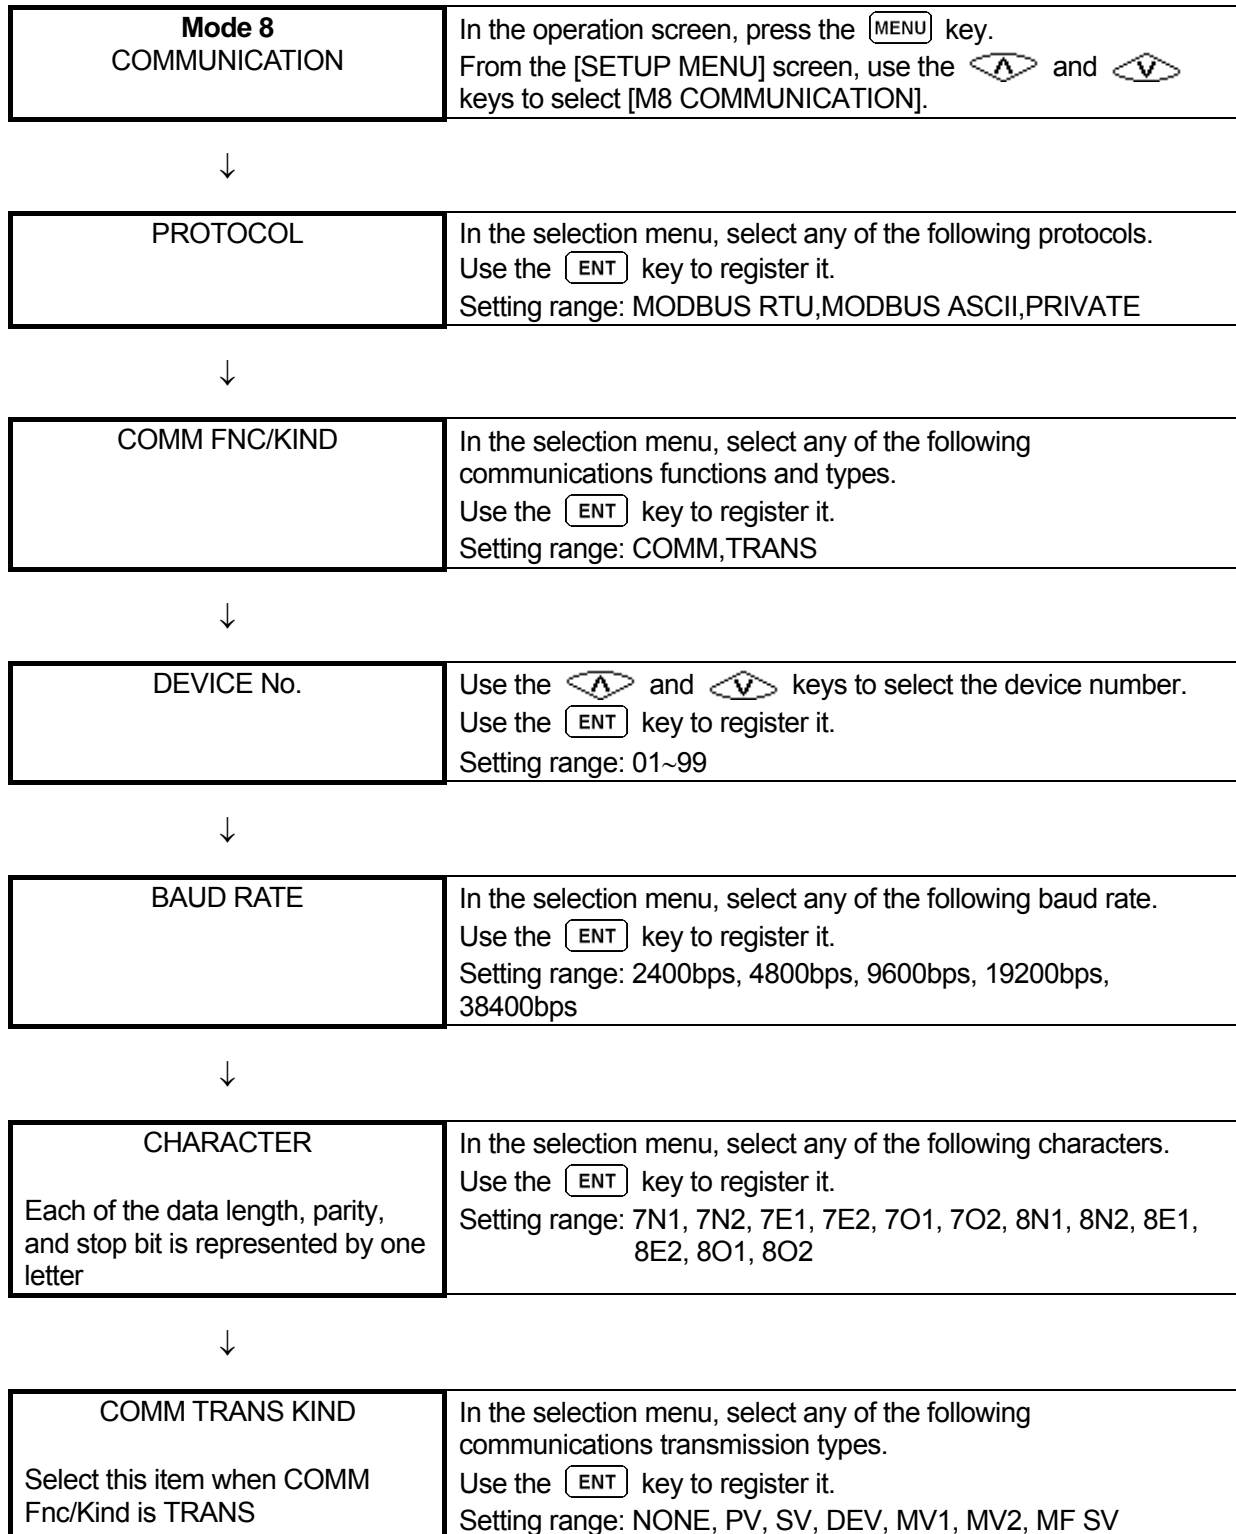 Mode 8
COMMUNICATION
In the operation screen, press the MENU key.
From the [SETUP MENU] screen, use the and
keys to select [M8 COMMUNICATION].
↓
PROTOCOL
In the selection menu, select any of the following protocols.
Use the ENT key to register it.
Setting range: MODBUS RTU,MODBUS ASCII,PRIVATE
↓
COMM FNC/KIND
In the selection menu, select any of the following
communications functions and types.
Use the ENT key to register it.
Setting range: COMM,TRANS
↓
DEVICE No.
Use the and keys to select the device number.
Use the ENT key to register it.
Setting range: 01~99
↓
BAUD RATE
In the selection menu, select any of the following baud rate.
Use the ENT key to register it.
Setting range: 2400bps, 4800bps, 9600bps, 19200bps,
38400bps
↓
CHARACTER
Each of the data length, parity,
and stop bit is represented by one
letter
In the selection menu, select any of the following characters.
Use the ENT key to register it.
Setting range: 7N1, 7N2, 7E1, 7E2, 7O1, 7O2, 8N1, 8N2, 8E1,
8E2, 8O1, 8O2
↓
COMM TRANS KIND
Select this item when COMM
Fnc/Kind is TRANS
In the selection menu, select any of the following
communications transmission types.
Use the ENT key to register it.
Setting range: NONE, PV, SV, DEV, MV1, MV2, MF SV